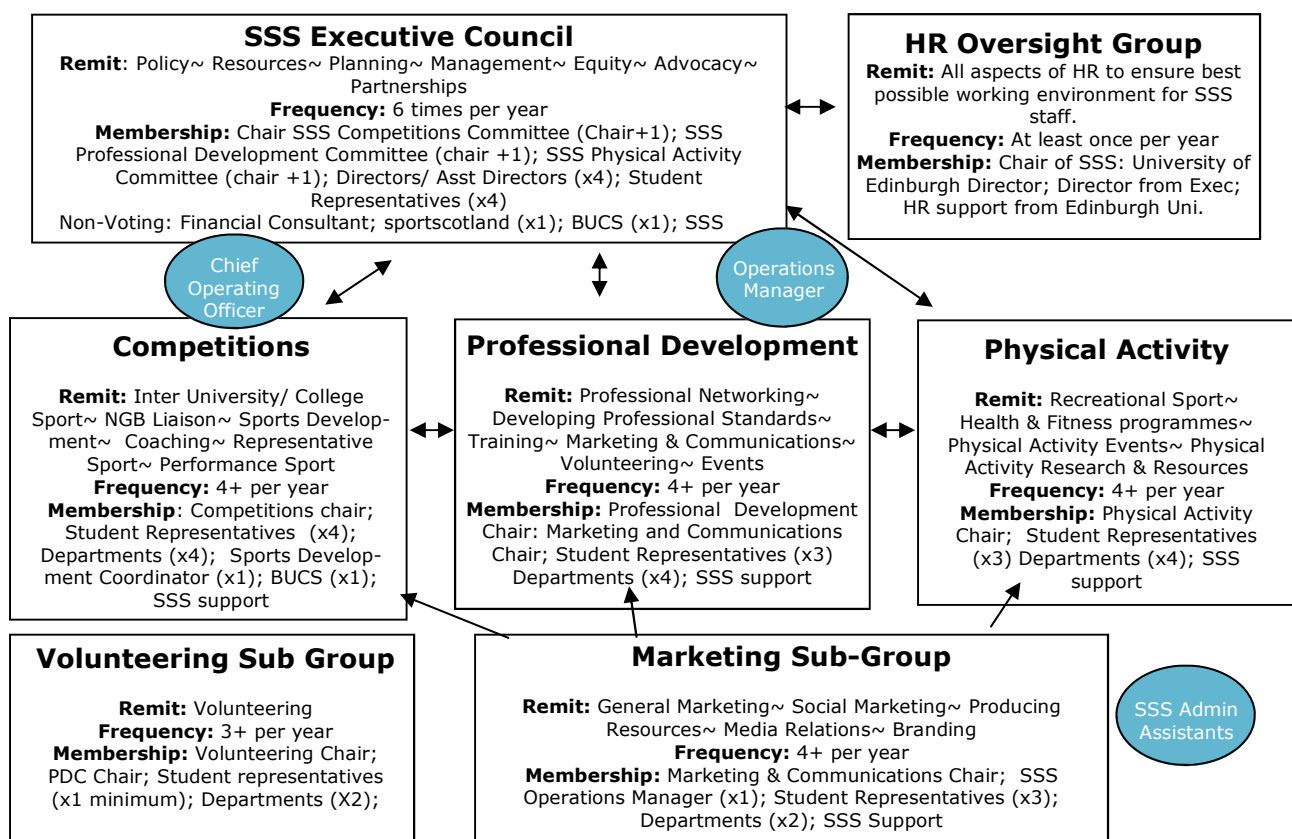 SSS Executive Council
Remit: Policy~ Resources~ Planning~ Management~ Equity~ Advocacy~
Partnerships
Frequency: 6 times per year
Membership: Chair SSS Competitions Committee (Chair+1); SSS
Professional Development Committee (chair +1); SSS Physical Activity
Committee (chair +1); Directors/ Asst Directors (x4); Student
Representatives (x4)
Non-Voting: Financial Consultant; sportscotland (x1); BUCS (x1); SSS
HR Oversight Group
Remit: All aspects of HR to ensure best
possible working environment for SSS
staff.
Frequency: At least once per year
Membership: Chair of SSS: University of
Edinburgh Director; Director from Exec;
HR support from Edinburgh Uni.
Chief
Operating
Officer
Operations
Manager
Competitions
Remit: Inter University/ College
Sport~ NGB Liaison~ Sports Develop-
ment~ Coaching~ Representative
Sport~ Performance Sport
Frequency: 4+ per year
Membership: Competitions chair;
Student Representatives (x4);
Departments (x4); Sports Develop-
ment Coordinator (x1); BUCS (x1);
SSS support
Professional Development
Remit: Professional Networking~
Developing Professional Standards~
Training~ Marketing & Communications~
Volunteering~ Events
Frequency: 4+ per year
Membership: Professional Development
Chair: Marketing and Communications
Chair; Student Representatives (x3)
Departments (x4); SSS support
Physical Activity
Remit: Recreational Sport~
Health & Fitness programmes~
Physical Activity Events~ Physical
Activity Research & Resources
Frequency: 4+ per year
Membership: Physical Activity
Chair; Student Representatives
(x3) Departments (x4); SSS
support
Volunteering Sub Group
Remit: Volunteering
Frequency: 3+ per year
Membership: Volunteering Chair;
PDC Chair; Student representatives
(x1 minimum); Departments (X2);
Marketing Sub-Group
Remit: General Marketing~ Social Marketing~ Producing
Resources~ Media Relations~ Branding
Frequency: 4+ per year
Membership: Marketing & Communications Chair; SSS
Operations Manager (x1); Student Representatives (x3);
Departments (x2); SSS Support
SSS Admin
Assistants